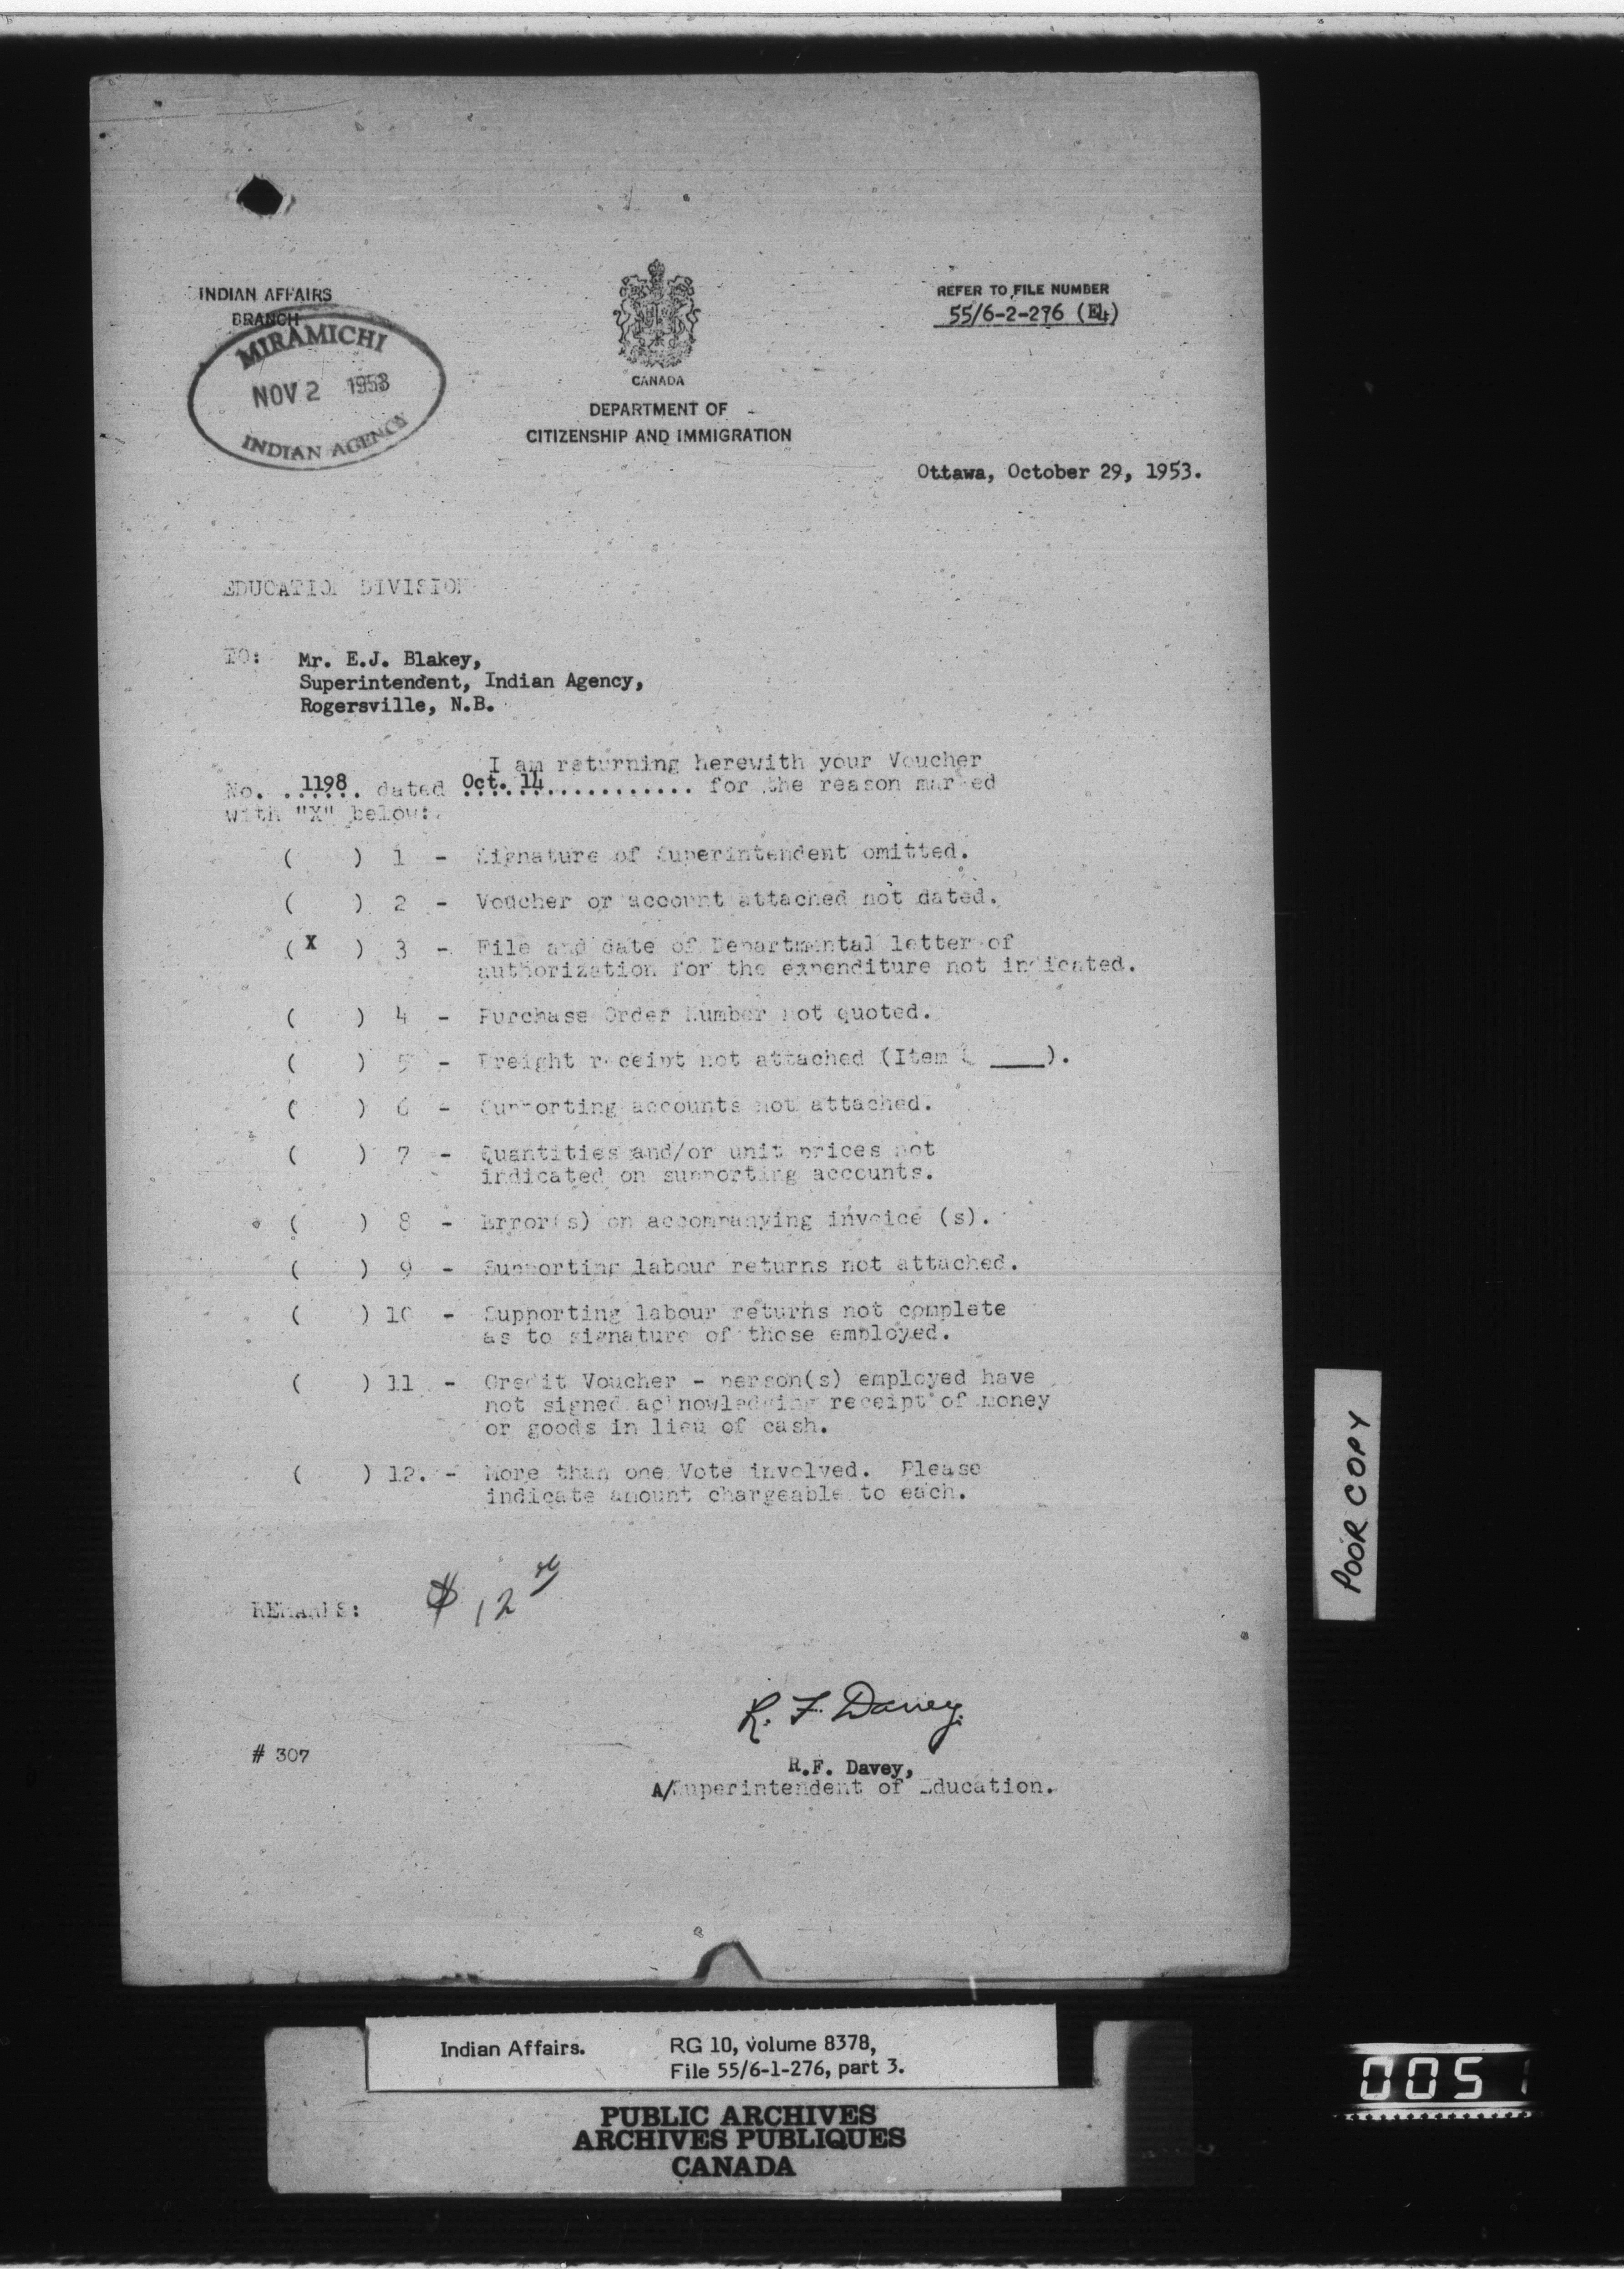 INDIAN AFFAIRS
BRANCH
MIRAMICHI
NOV 2 1953
INDIAN AGENCY
CANADA
DEPARTMENT OF
CITIZENSHIP AND IMMIGRATION
REFER TO FILE NUMBER
55/6-2-276 (E4)
Ottawa, October 29, 1953.
EDUCATION DIVISION
TO: Mr. E.J. Blakey,
Superintendent, Indian Agency,
Rogersville, N.B.
I am returning herewith your Voucher
No. ..1198.. dated Oct. 14................ for the reason marked
with "X" below:
( ) 1 - Signature of Superintendent omitted.
( ) 2 - Voucher or account attached not dated.
( X ) 3 - File and date of Departmental letter of
authorization for the expenditure not indicated.
( ) 4 - Purchase Order Number not quoted.
( ) 5 - Freight receipt not attached (Item ____).
( ) 6 - Supporting accounts not attached.
( ) 7 - Quantities and/or unit prices not
indicated on supporting accounts.
( ) 8 - Error(s) on accompanying invoice (s).
( ) 9 - Supporting labour returns not attached.
( ) 10 - Supporting labour returns not complete
as to signature of those employed.
( ) 11 - Credit Voucher - person(s) employed have
not signed acknowledging receipt of money
or goods in lieu of cash.
( ) 12. - More than one Vote involved. Please
indicate amount chargeable to each.
REMARKS: $ 12
R. F. Davey.
# 307
R.F. Davey,
A/Superintendent of Education.
POOR COPY
Indian Affairs. RG 10, volume 8378,
File 55/6-1-276, part 3.
PUBLIC ARCHIVES
ARCHIVES PUBLIQUES
CANADA
0051